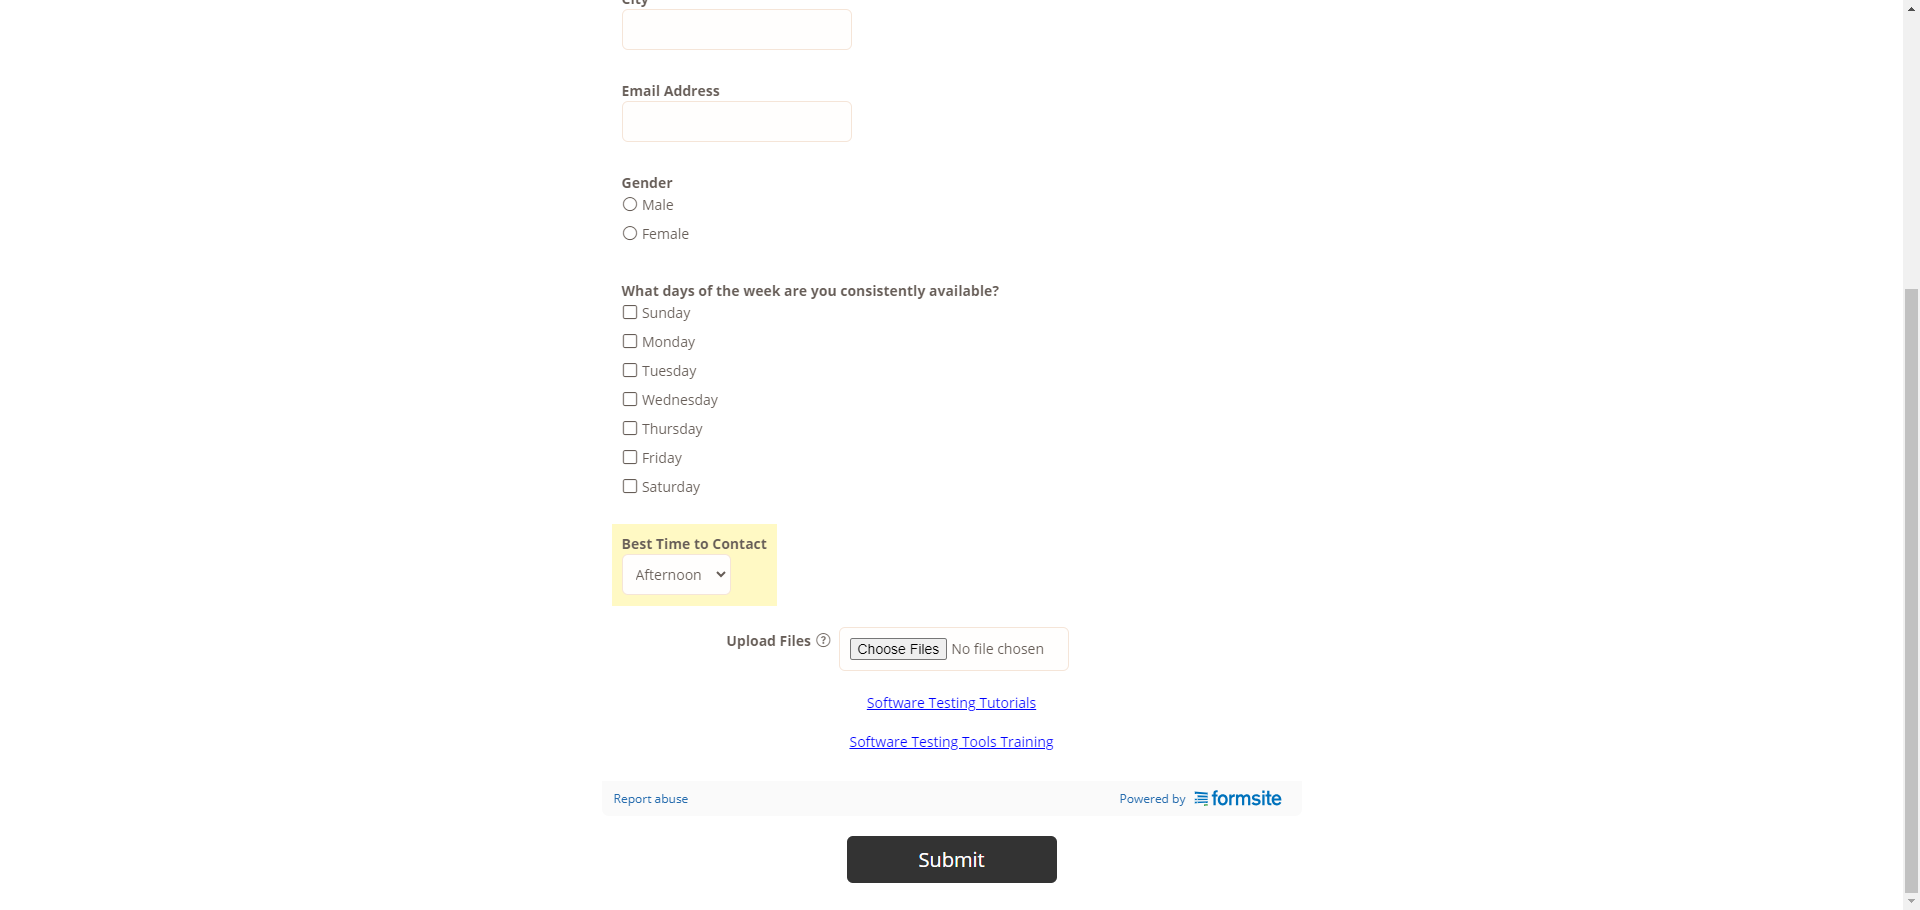 City
Email Address
Gender
Male
Female
What days of the week are you consistently available?
Sunday
Monday
Tuesday
Wednesday
Thursday
Friday
Saturday
Best Time to Contact
Afternoon
Upload Files ? Choose Files No file chosen
Software Testing Tutorials
Software Testing Tools Training
Report abuse Powered by formsite
Submit